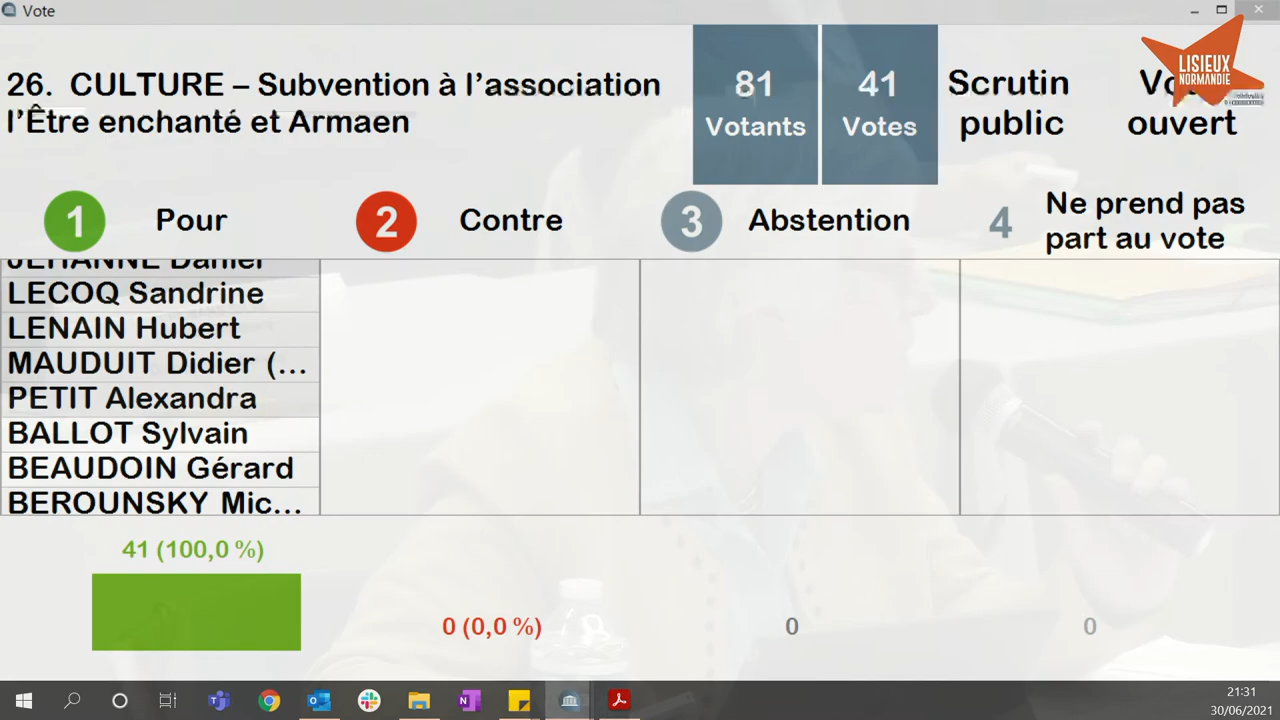 Vote
26. CULTURE – Subvention à l'association
l'Être enchanté et Armaen
81
Votants
41
Votes
Scrutin
public
ouvert
LISIEUX
NORMANDIE
1 Pour
2 Contre
3 Abstention
4 Ne prend pas
part au vote
JEHANNE Daniel
LECOQ Sandrine
LENAIN Hubert
MAUDUIT Didier (...
PETIT Alexandra
BALLOT Sylvain
BEAUDOIN Gérard
BEROUNSKY Mic...
41 (100,0 %)
0 (0,0 %)
0
0
21:31
30/06/2021